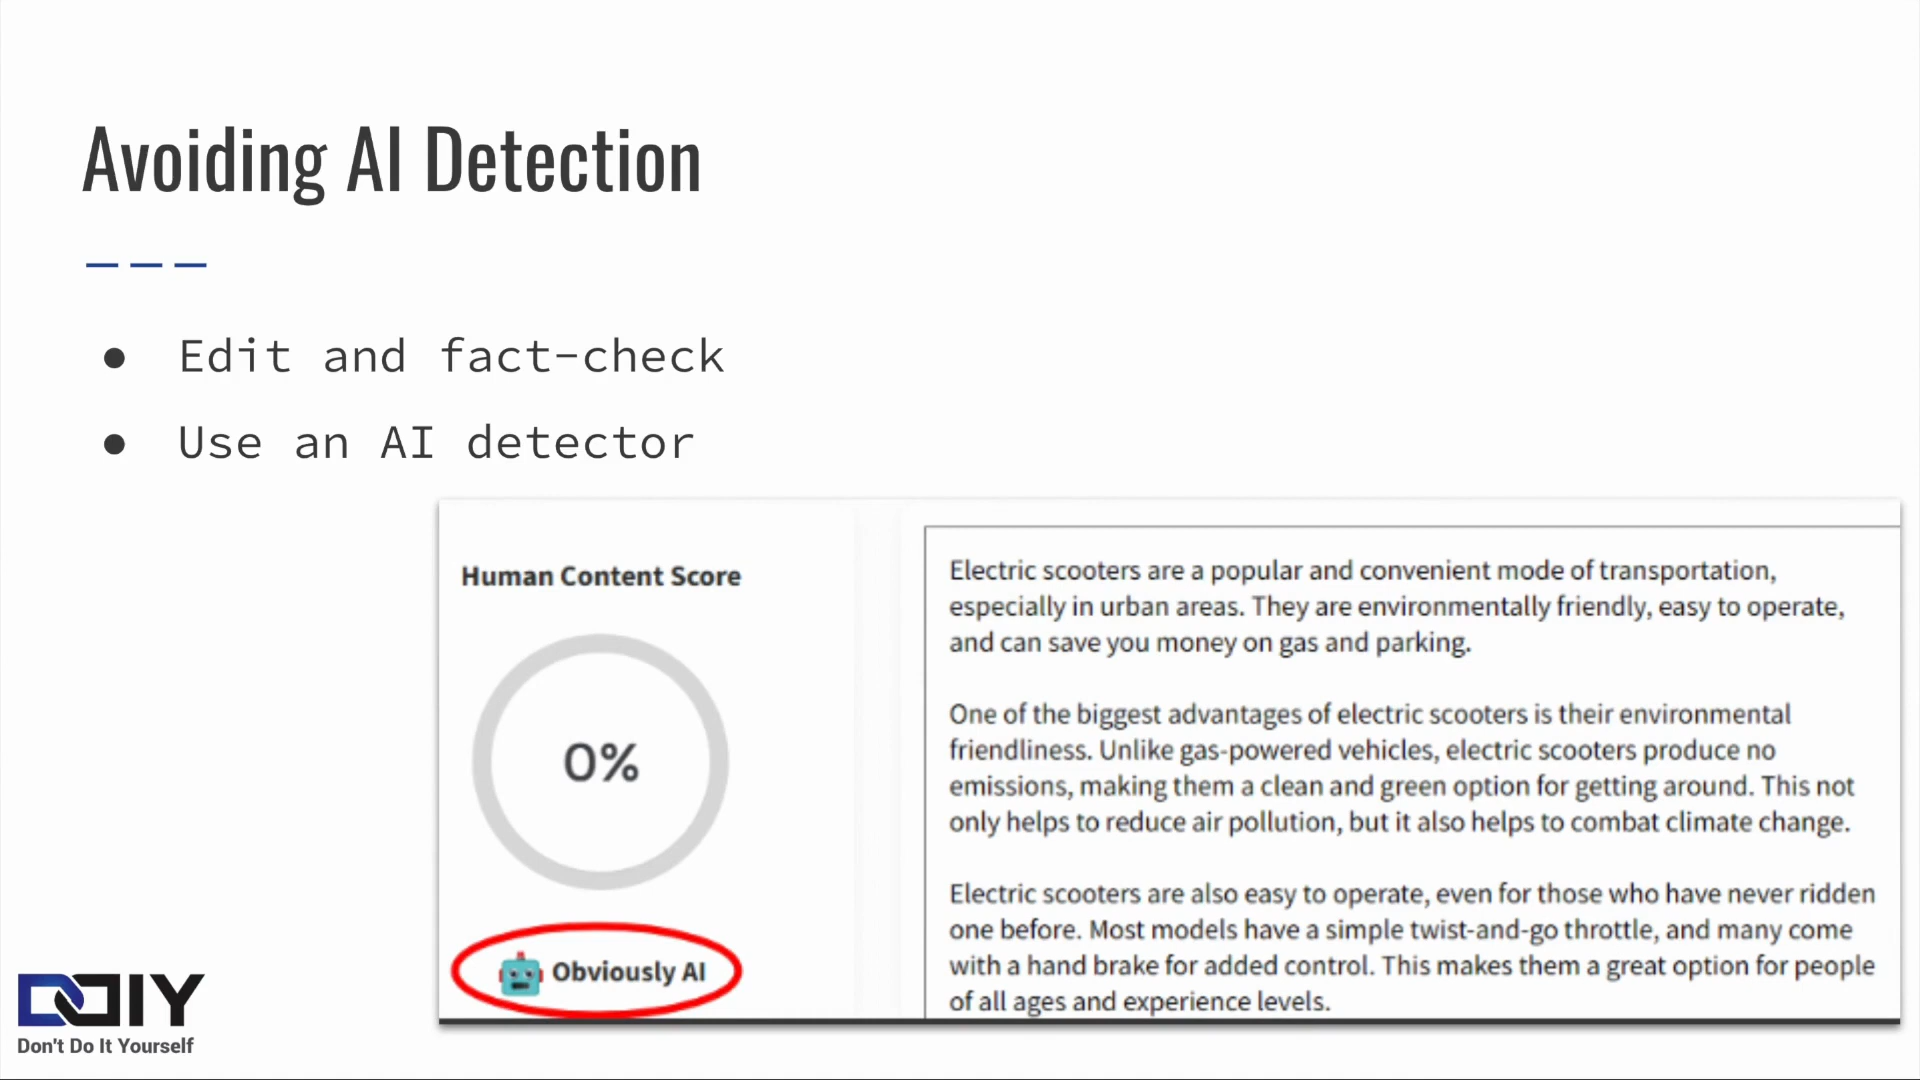 Avoiding AI Detection
● Edit and fact-check
● Use an AI detector
Human Content Score
0%
Obviously AI
Electric scooters are a popular and convenient mode of transportation,
especially in urban areas. They are environmentally friendly, easy to operate,
and can save you money on gas and parking.
One of the biggest advantages of electric scooters is their environmental
friendliness. Unlike gas-powered vehicles, electric scooters produce no
emissions, making them a clean and green option for getting around. This not
only helps to reduce air pollution, but it also helps to combat climate change.
Electric scooters are also easy to operate, even for those who have never ridden
one before. Most models have a simple twist-and-go throttle, and many come
with a hand brake for added control. This makes them a great option for people
of all ages and experience levels.
DDIY
Don't Do It Yourself